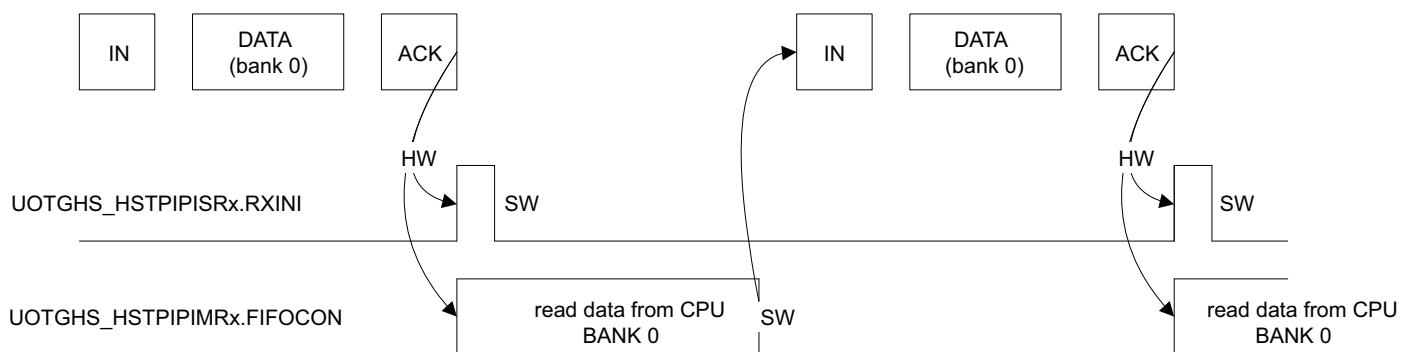 IN
DATA
(bank 0)
ACK
IN
DATA
(bank 0)
ACK
HW
HW
UOTGHS_HSTPIPISRx.RXINI
SW
SW
UOTGHS_HSTPIPIMRx.FIFOCON
read data from CPU
BANK 0
SW
read data from CPU
BANK 0